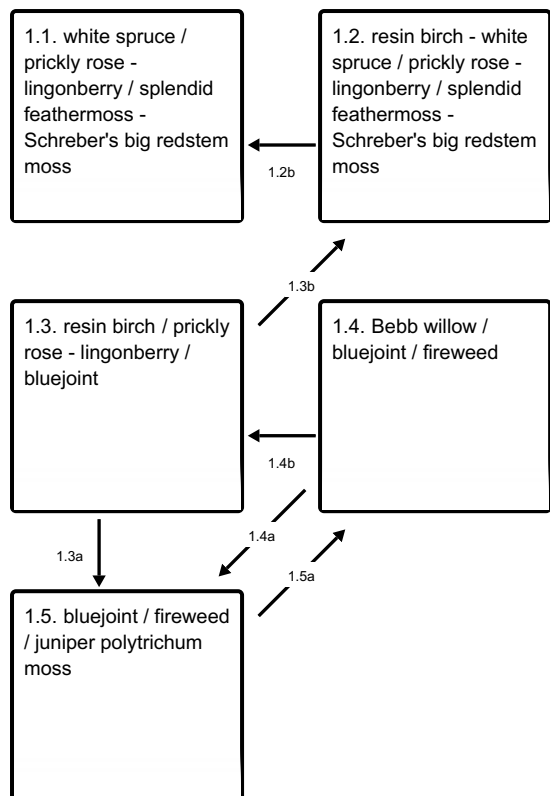 1.1. white spruce /
prickly rose -
lingonberry / splendid
feathermoss -
Schreber's big redstem
moss
1.2. resin birch - white
spruce / prickly rose -
lingonberry / splendid
feathermoss -
Schreber's big redstem
moss
1.2b
1.3b
1.3. resin birch / prickly
rose - lingonberry /
bluejoint
1.4. Bebb willow /
bluejoint / fireweed
1.4b
1.4a
1.3a
1.5a
1.5. bluejoint / fireweed
/ juniper polytrichum
moss